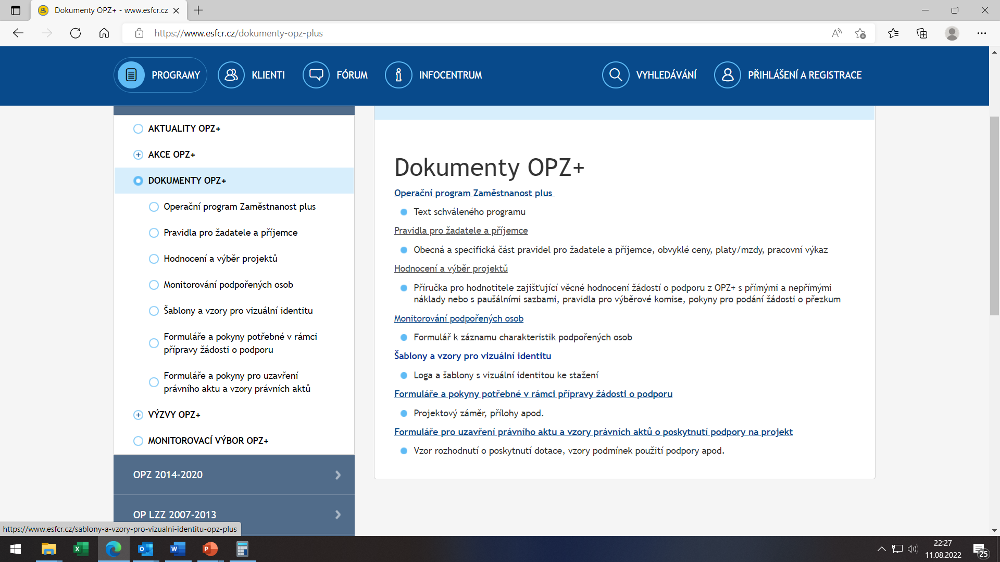 Dokumenty OPZ+ - www.esfcr.cz
https://www.esfcr.cz/dokumenty-opz-plus
PROGRAMY
KLIENTI
FÓRUM
INFOCENTRUM
VYHLEDÁVÁNÍ
PŘIHLÁŠENÍ A REGISTRACE
AKTUALITY OPZ+
AKCE OPZ+
DOKUMENTY OPZ+
Operační program Zaměstnanost plus
Pravidla pro žadatele a příjemce
Hodnocení a výběr projektů
Monitorování podpořených osob
Šablony a vzory pro vizuální identitu
Formuláře a pokyny potřebné v rámci
přípravy žádosti o podporu
Formuláře a pokyny pro uzavření
právního aktu a vzory právních aktů
VÝZVY OPZ+
MONITOROVACÍ VÝBOR OPZ+
OPZ 2014-2020
OP LZZ 2007-2013
Dokumenty OPZ+
Operační program Zaměstnanost plus
Text schváleného programu
Pravidla pro žadatele a příjemce
Obecná a specifická část pravidel pro žadatele a příjemce, obvyklé ceny, platy/mzdy, pracovní výkaz
Hodnocení a výběr projektů
Příručka pro hodnotitele zajišťující věcné hodnocení žádostí o podporu z OPZ+ s přímými a nepřímými
náklady nebo s paušálními sazbami, pravidla pro výběrové komise, pokyny pro podání žádosti o přezkum
Monitorování podpořených osob
Formulář k záznamu charakteristik podpořených osob
Šablony a vzory pro vizuální identitu
Loga a šablony s vizuální identitou ke stažení
Formuláře a pokyny potřebné v rámci přípravy žádosti o podporu
Projektový záměr, přílohy apod.
Formuláře pro uzavření právního aktu a vzory právních aktů o poskytnutí podpory na projekt
Vzor rozhodnutí o poskytnutí dotace, vzory podmínek použití podpory apod.
https://www.esfcr.cz/sablony-a-vzory-pro-vizualni-identitu-opz-plus
22:27
11.08.2022
25